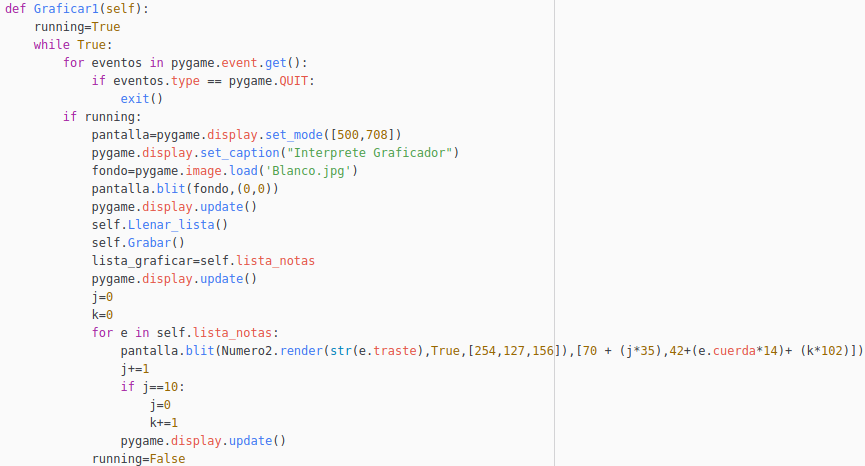 def Graficar1(self):
    running=True
    while True:
        for eventos in pygame.event.get():
            if eventos.type == pygame.QUIT:
                exit()
        if running:
            pantalla=pygame.display.set_mode([500,708])
            pygame.display.set_caption("Interprete Graficador")
            fondo=pygame.image.load('Blanco.jpg')
            pantalla.blit(fondo,(0,0))
            pygame.display.update()
            self.Llenar_lista()
            self.Grabar()
            lista_graficar=self.lista_notas
            pygame.display.update()
            j=0
            k=0
            for e in self.lista_notas:
                pantalla.blit(Numero2.render(str(e.traste),True,[254,127,156]),[70 + (j*35),42+(e.cuerda*14)+ (k*102)])
                j+=1
                if j==10:
                    j=0
                    k+=1
                pygame.display.update()
            running=False